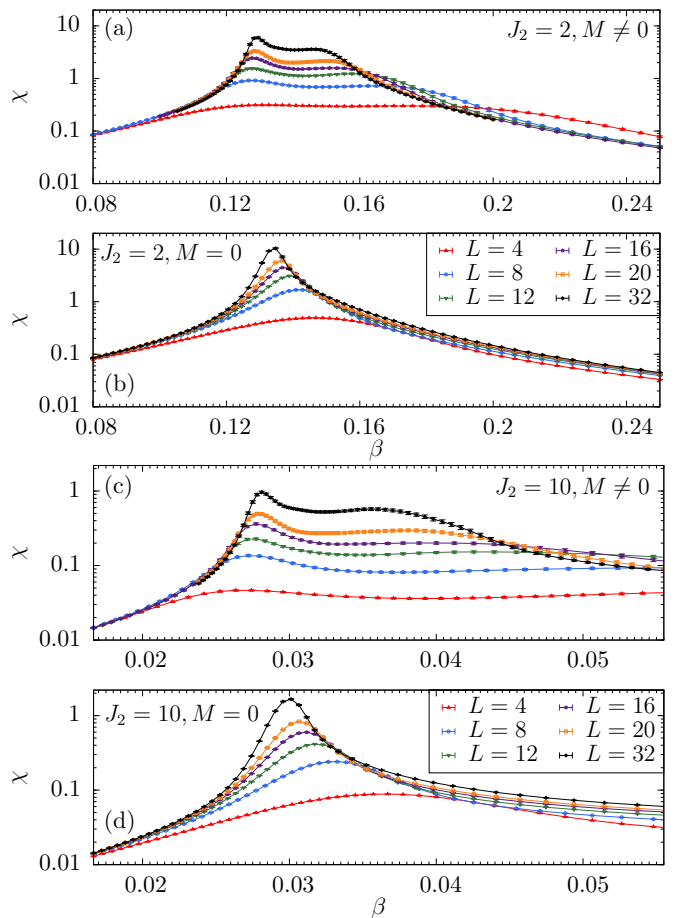 (a)
J₂ = 2, M ≠ 0
10
1
0.1
0.01
χ
0.08 0.12 0.16 0.2 0.24
J₂ = 2, M = 0
L = 4 L = 16
L = 8 L = 20
L = 12 L = 32
10
1
0.1
0.01
χ
(b)
0.08 0.12 0.16 0.2 0.24
β
(c)
J₂ = 10, M ≠ 0
1
0.1
0.01
χ
0.02 0.03 0.04 0.05
J₂ = 10, M = 0
L = 4 L = 16
L = 8 L = 20
L = 12 L = 32
1
0.1
0.01
χ
(d)
0.02 0.03 0.04 0.05
β